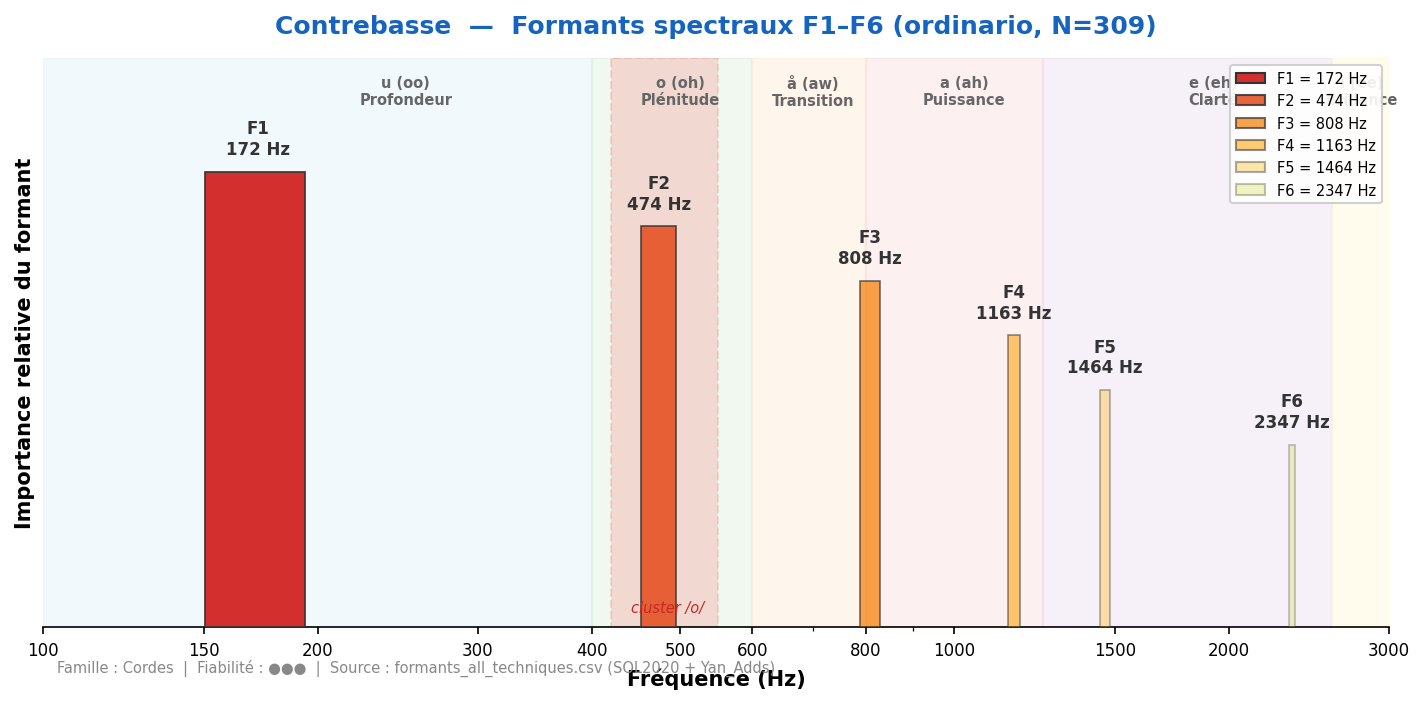 Contrebasse — Formants spectraux F1–F6 (ordinario, N=309)
u (oo)
Profondeur
o (oh)
Plénitude
å (aw)
Transition
a (ah)
Puissance
F1 = 172 Hz
F2 = 474 Hz
F3 = 808 Hz
F4 = 1163 Hz
F5 = 1464 Hz
F6 = 2347 Hz
F1
172 Hz
F2
474 Hz
F3
808 Hz
F4
1163 Hz
F5
1464 Hz
F6
2347 Hz
cluster /o/
Importance relative du formant
100 150 200 300 400 500 600 800 1000 1500 2000 3000
Famille : Cordes | Fiabilité : ●●● | Source : formants_all_techniques.csv (SOL2020 + Yan_Adds)
Fréquence (Hz)